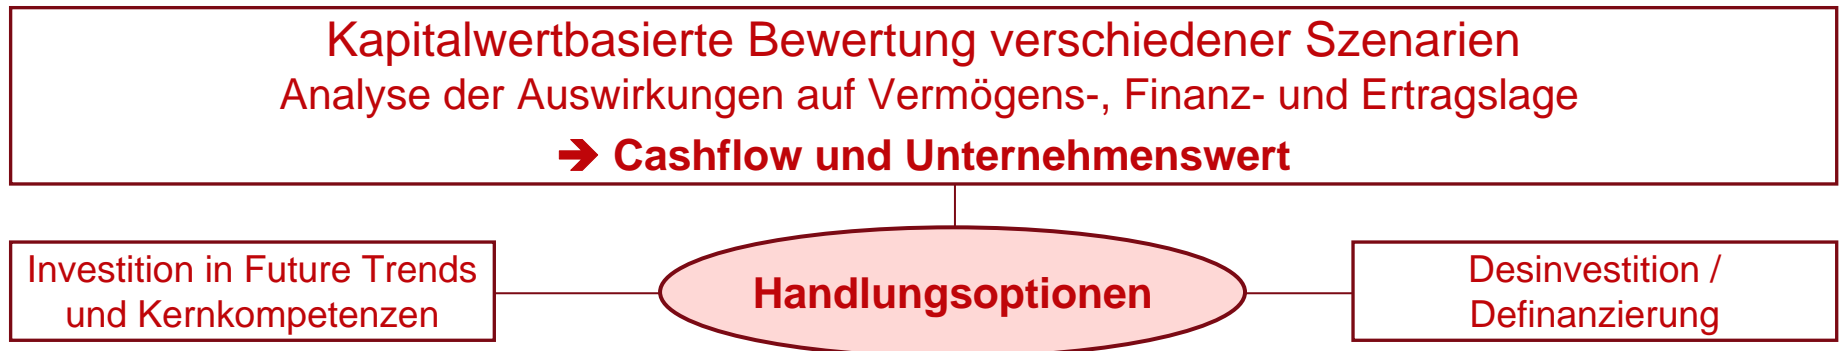 Kapitalwertbasierte Bewertung verschiedener Szenarien
Analyse der Auswirkungen auf Vermögens-, Finanz- und Ertragslage
➔ Cashflow und Unternehmenswert
Investition in Future Trends
und Kernkompetenzen
Handlungsoptionen
Desinvestition /
Definanzierung